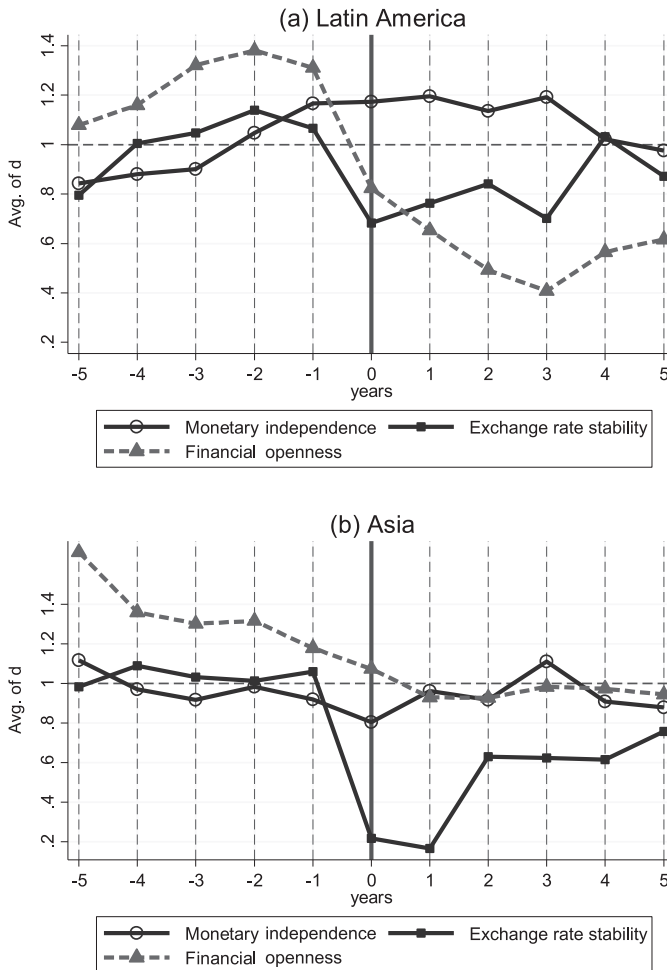 (a) Latin America
Avg. of d
1.4
1.2
1
.8
.6
.4
.2
-5 -4 -3 -2 -1 0 1 2 3 4 5
years
Monetary independence Exchange rate stability
Financial openness
(b) Asia
Avg. of d
1.4
1.2
1
.8
.6
.4
.2
-5 -4 -3 -2 -1 0 1 2 3 4 5
years
Monetary independence Exchange rate stability
Financial openness